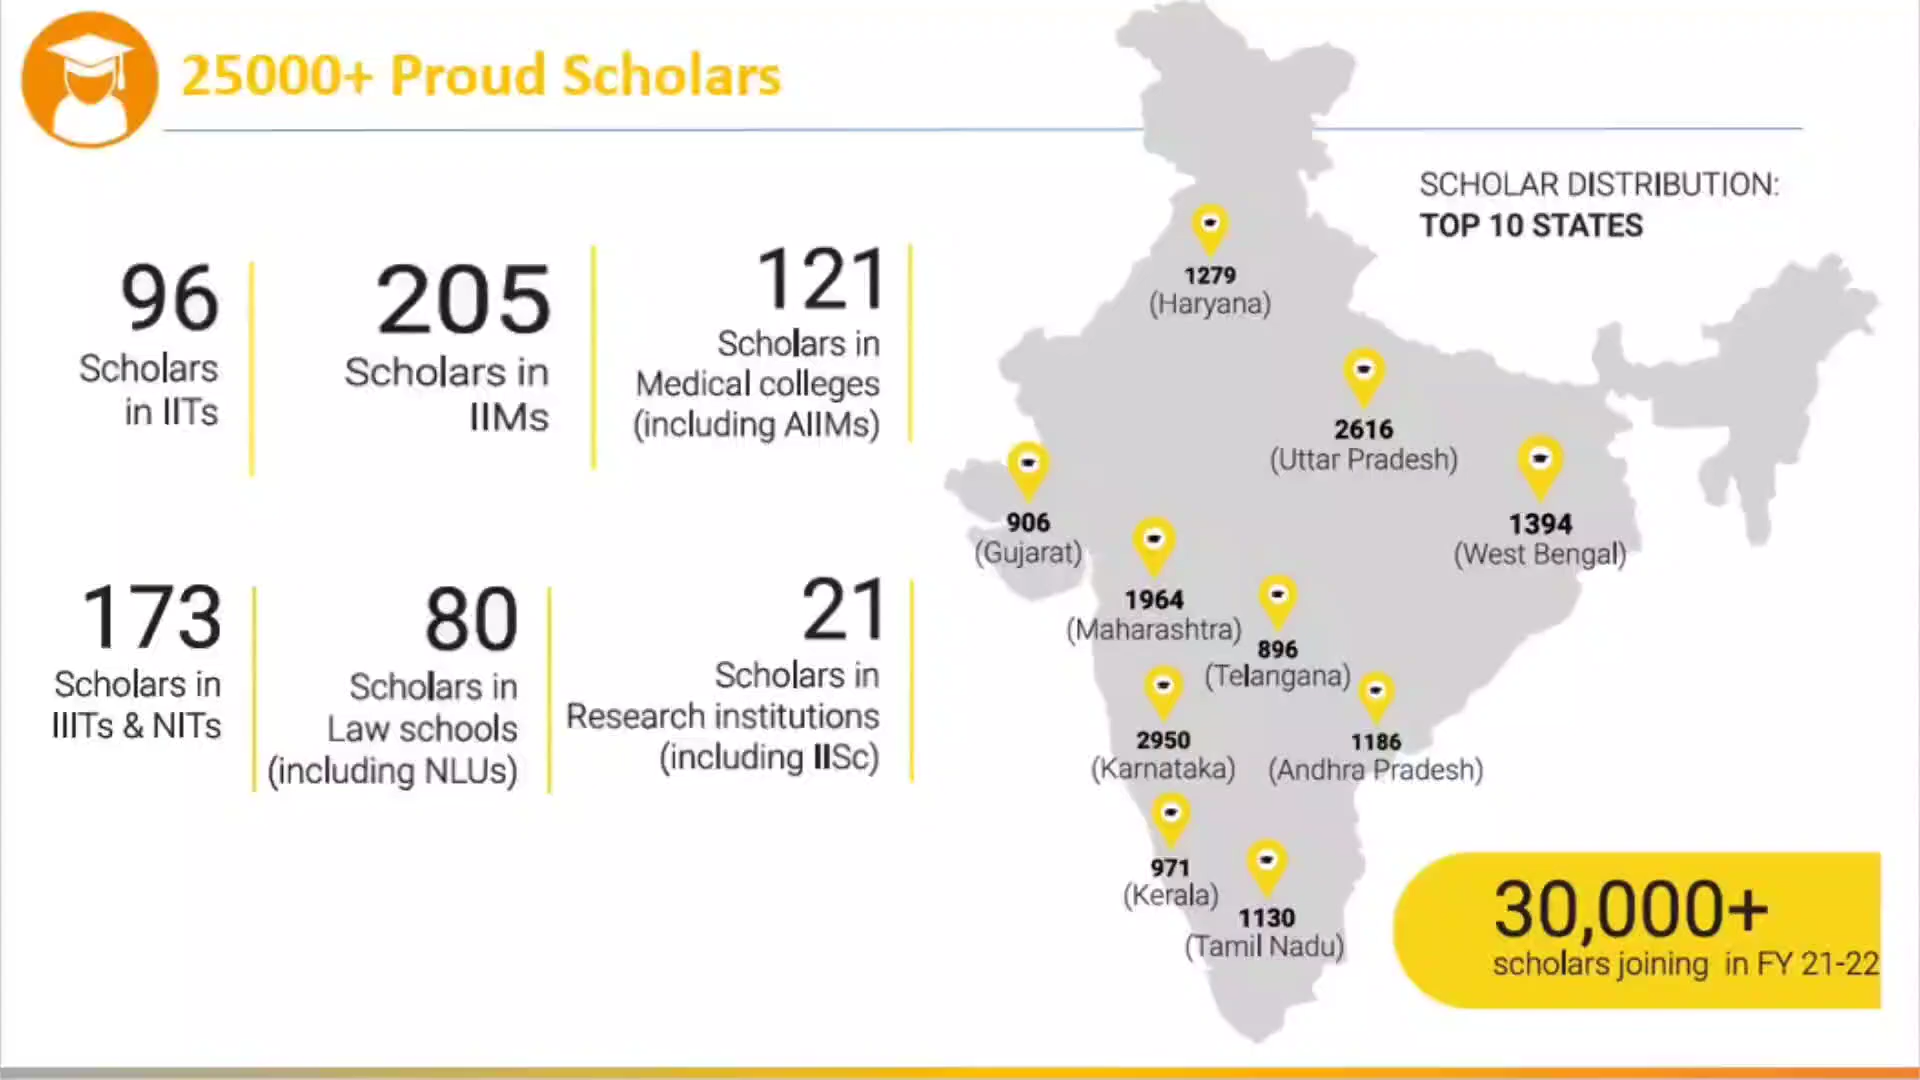 25000+ Proud Scholars
SCHOLAR DISTRIBUTION:
TOP 10 STATES
96
Scholars
in IITs
205
Scholars in
IIMs
121
Scholars in
Medical colleges
(including AIIMs)
173
Scholars in
IIITs & NITs
80
Scholars in
Law schools
(including NLUs)
21
Scholars in
Research institutions
(including IISc)
1279
(Haryana)
2616
(Uttar Pradesh)
906
(Gujarat)
1394
(West Bengal)
1964
(Maharashtra)
896
(Telangana)
2950
(Karnataka)
1186
(Andhra Pradesh)
971
(Kerala)
1130
(Tamil Nadu)
30,000+
scholars joining in FY 21-22